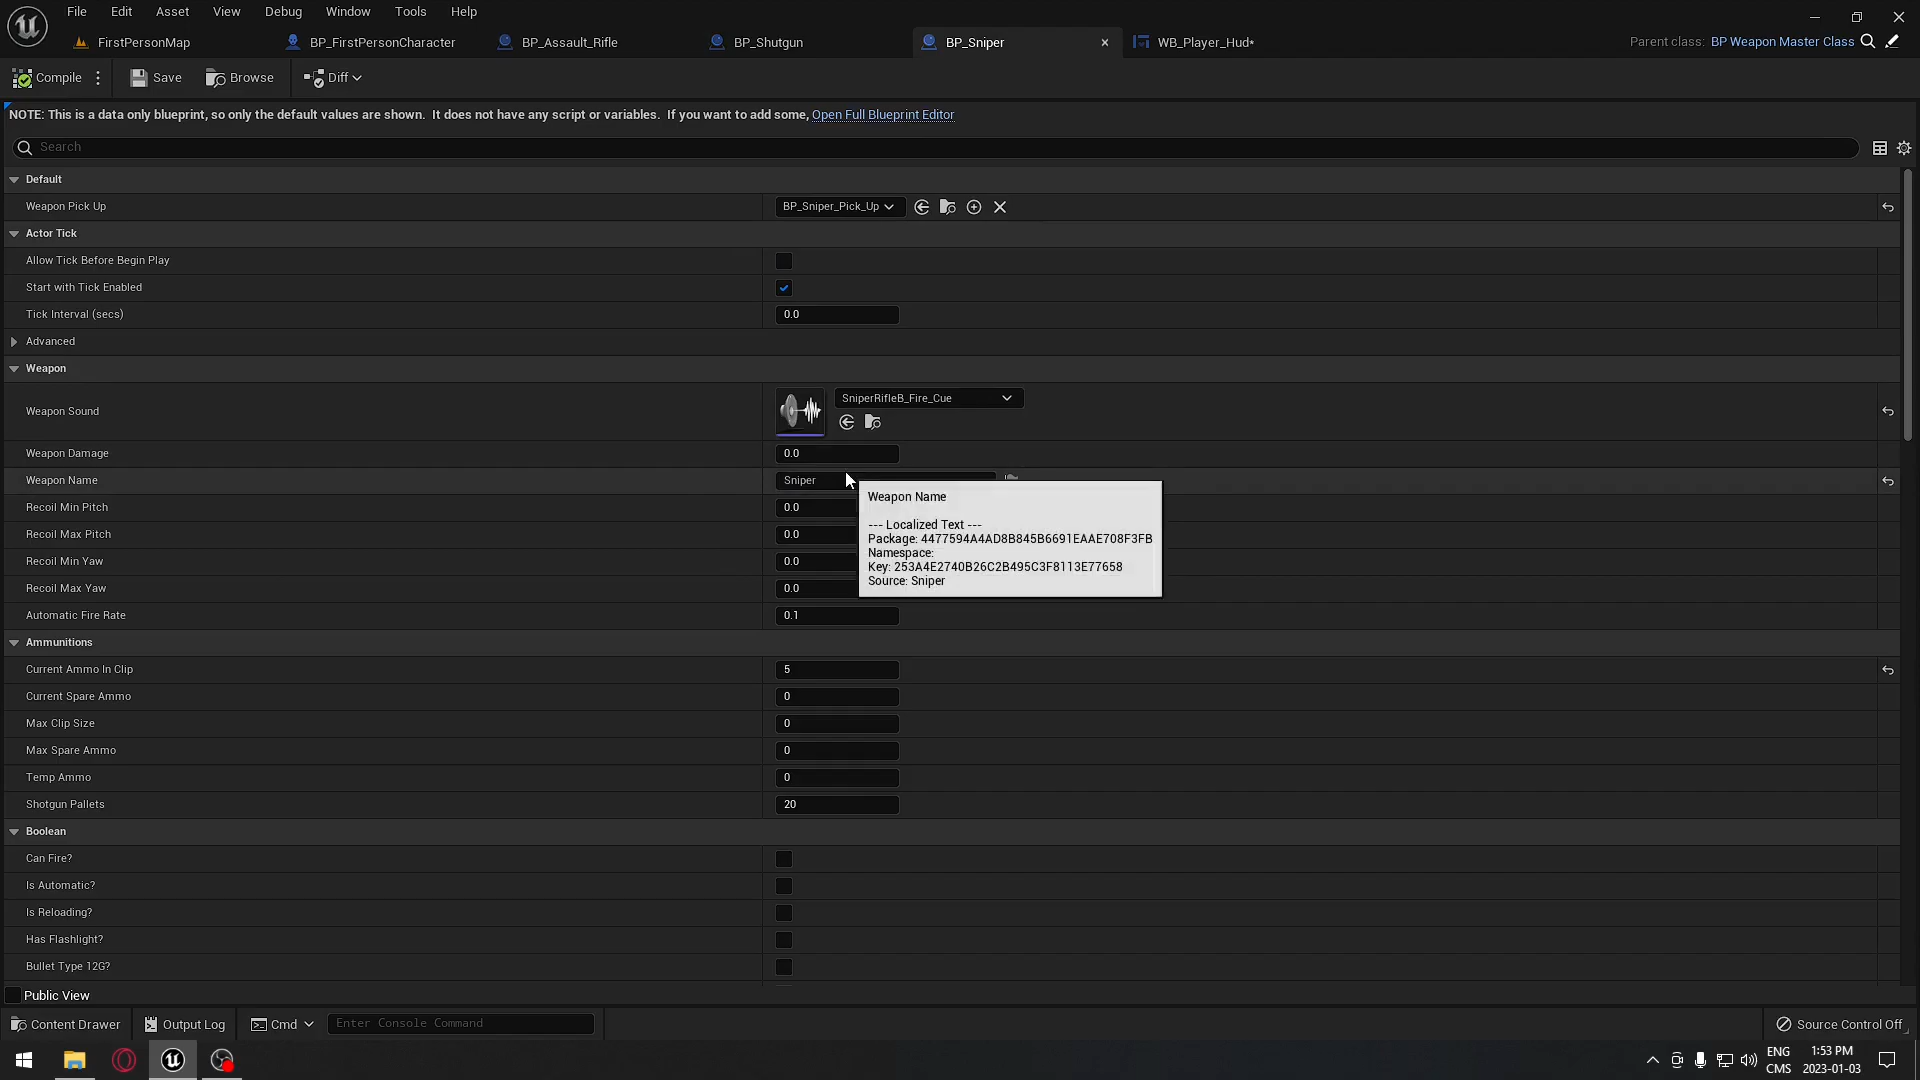 File Edit Asset View Debug Window Tools Help
FirstPersonMap BP_FirstPersonCharacter BP_Assault_Rifle BP_Shutgun BP_Sniper WB_Player_Hud* Parent class: BP Weapon Master Class
Compile Save Browse Diff
NOTE: This is a data only blueprint, so only the default values are shown. It does not have any script or variables. If you want to add some, Open Full Blueprint Editor
Search
Default
Weapon Pick Up BP_Sniper_Pick_Up
Actor Tick
Allow Tick Before Begin Play
Start with Tick Enabled
Tick Interval (secs) 0.0
Advanced
Weapon
Weapon Sound SniperRifleB_Fire_Cue
Weapon Damage 0.0
Weapon Name Sniper
Recoil Min Pitch 0.0
Recoil Max Pitch 0.0
Recoil Min Yaw 0.0
Recoil Max Yaw 0.0
Automatic Fire Rate 0.1
Weapon Name
--- Localized Text ---
Package: 4477594A4AD8B845B6691EAAE708F3FB
Namespace:
Key: 253A4E2740B26C2B495C3F8113E77658
Source: Sniper
Ammunitions
Current Ammo In Clip 5
Current Spare Ammo 0
Max Clip Size 0
Max Spare Ammo 0
Temp Ammo 0
Shotgun Pallets 20
Boolean
Can Fire?
Is Automatic?
Is Reloading?
Has Flashlight?
Bullet Type 12G?
Public View
Content Drawer Output Log Cmd Enter Console Command Source Control Off
ENG 1:53 PM
CMS 2023-01-03